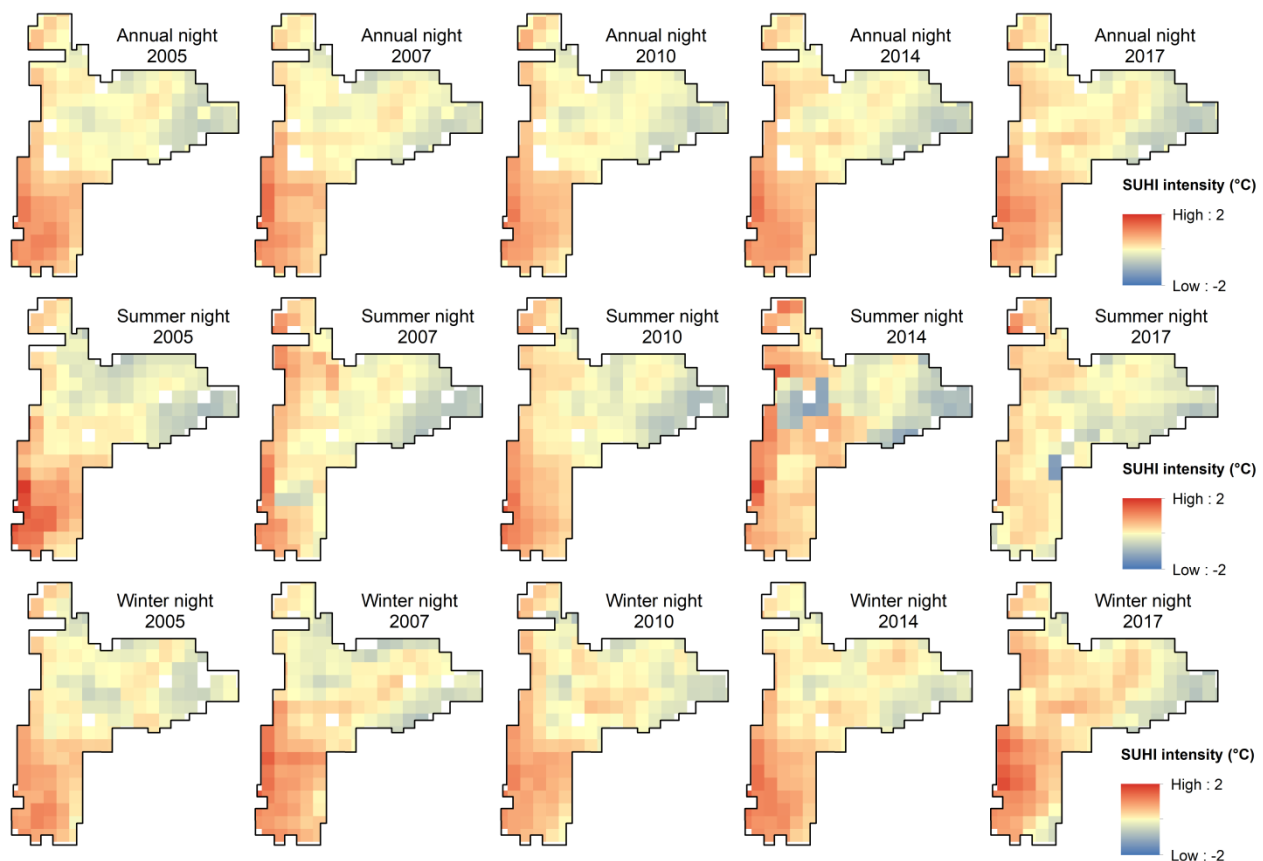 Annual night
2005
Annual night
2007
Annual night
2010
Annual night
2014
Annual night
2017
SUHI intensity (°C)
High : 2
Low : -2
Summer night
2005
Summer night
2007
Summer night
2010
Summer night
2014
Summer night
2017
SUHI intensity (°C)
High : 2
Low : -2
Winter night
2005
Winter night
2007
Winter night
2010
Winter night
2014
Winter night
2017
SUHI intensity (°C)
High : 2
Low : -2